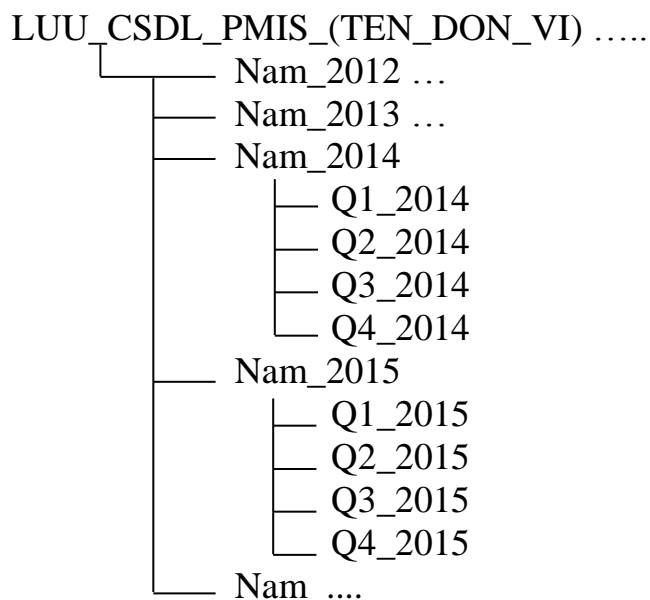 LUU_CSDL_PMIS_(TEN_DON_VI) …..
Nam_2012 …
Nam_2013 …
Nam_2014
Q1_2014
Q2_2014
Q3_2014
Q4_2014
Nam_2015
Q1_2015
Q2_2015
Q3_2015
Q4_2015
Nam ....